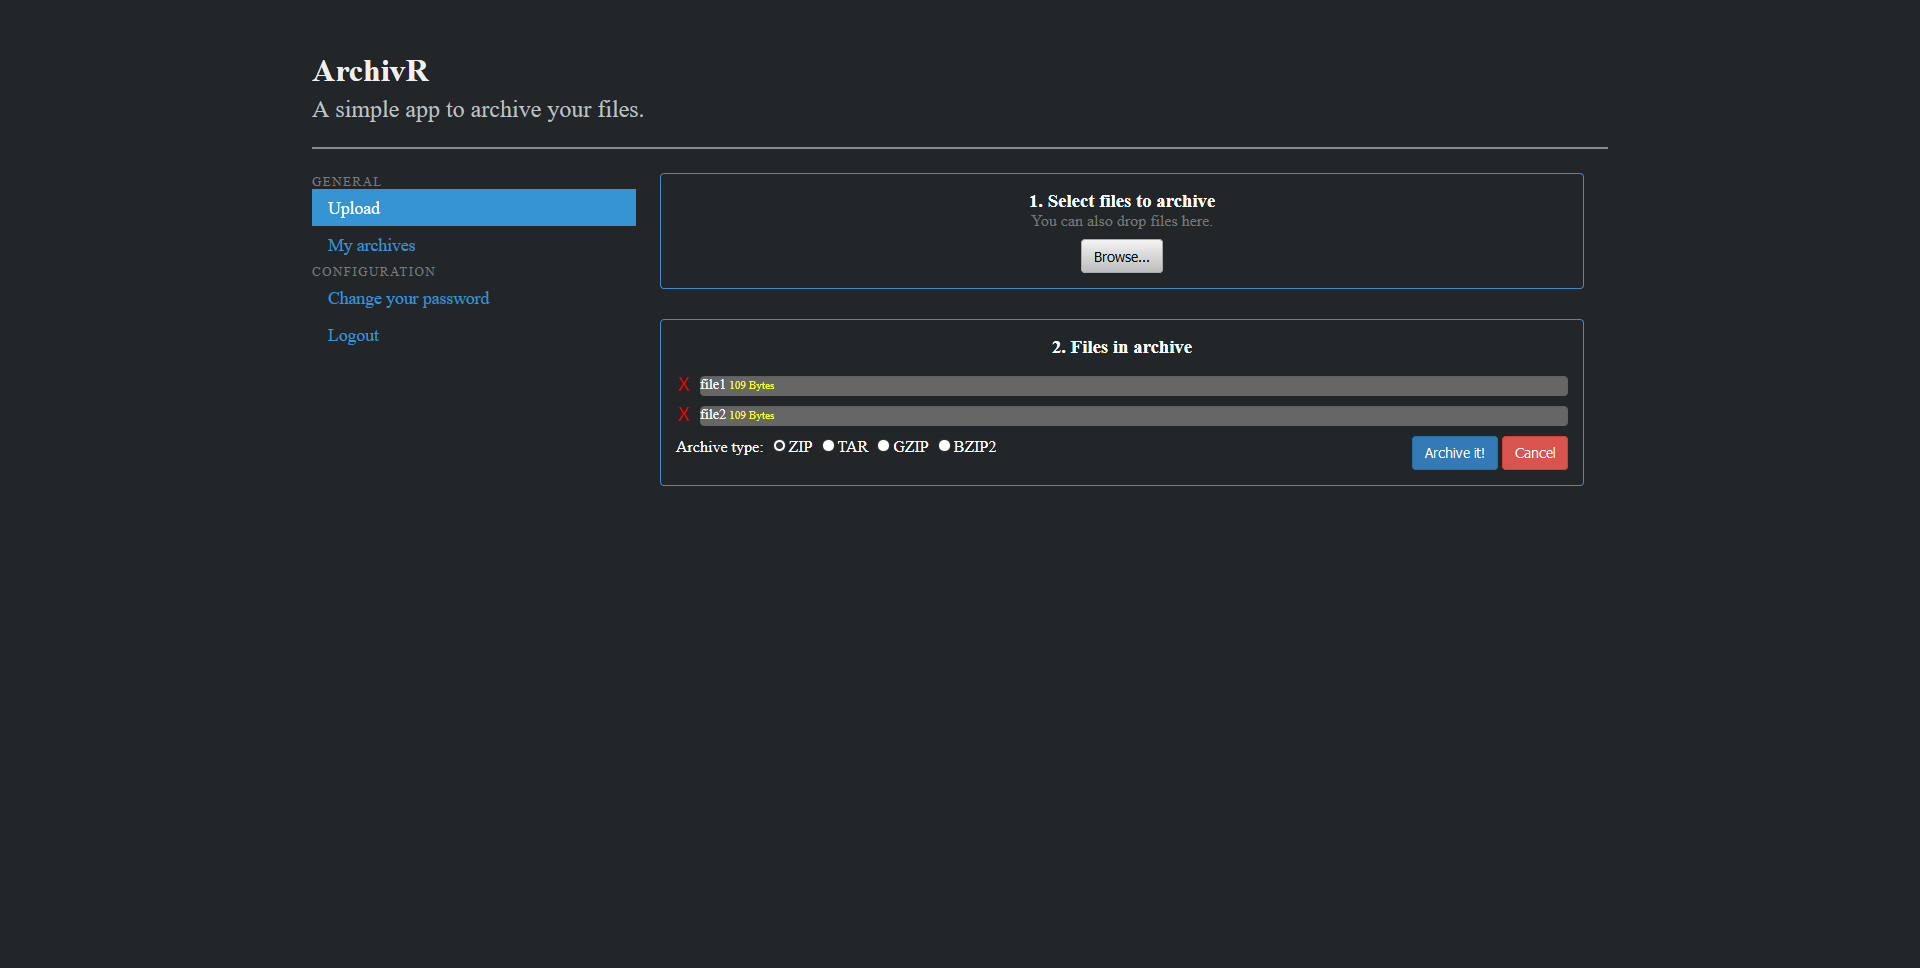 ArchivR
A simple app to archive your files.
GENERAL
Upload
My archives
CONFIGURATION
Change your password
Logout
1. Select files to archive
You can also drop files here.
Browse...
2. Files in archive
X file1 109 Bytes
X file2 109 Bytes
Archive type: ZIP TAR GZIP BZIP2 Archive it! Cancel